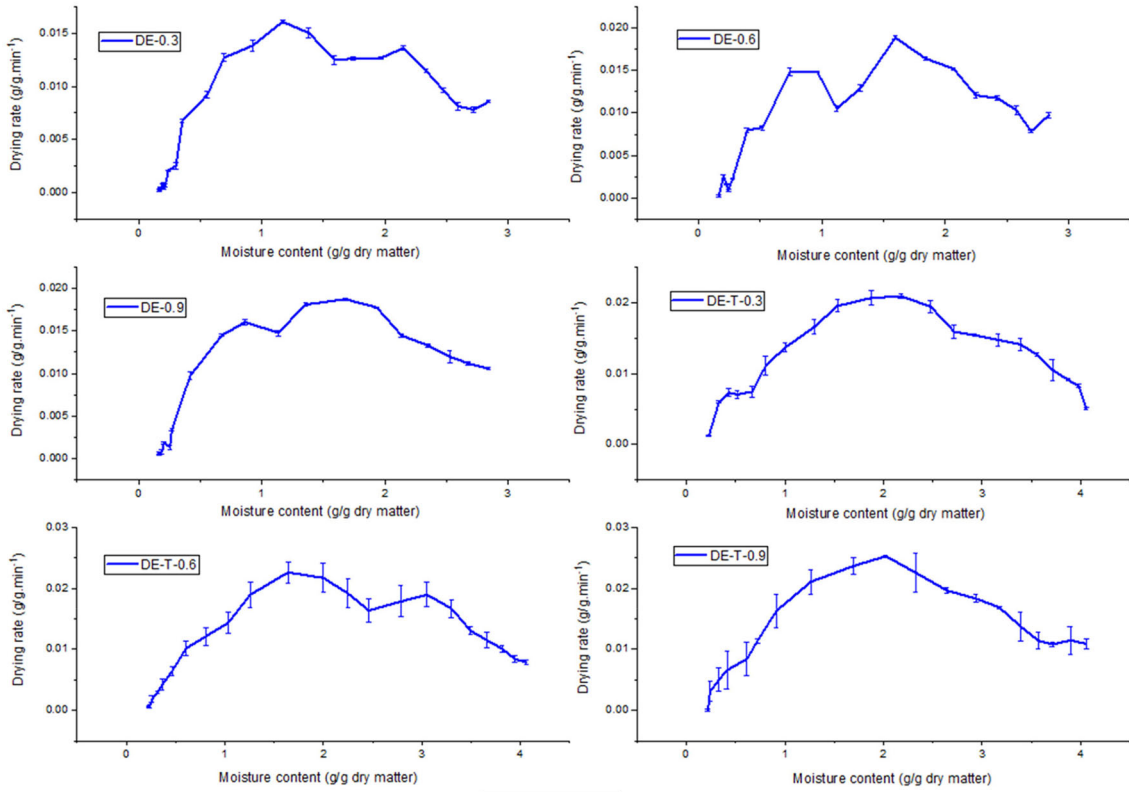 DE-0.3
Drying rate (g/g.min⁻¹)
0.015
0.010
0.005
0.000
0 1 2 3
Moisture content (g/g dry matter)
DE-0.6
Drying rate (g/g.min⁻¹)
0.020
0.015
0.010
0.005
0.000
0 1 2 3
Moisture content (g/g dry matter)
DE-0.9
Drying rate (g/g.min⁻¹)
0.020
0.015
0.010
0.005
0.000
0 1 2 3
Moisture content (g/g dry matter)
DE-T-0.3
Drying rate (g/g.min⁻¹)
0.02
0.01
0.00
0 1 2 3 4
Moisture content (g/g dry matter)
DE-T-0.6
Drying rate (g/g.min⁻¹)
0.03
0.02
0.01
0.00
0 1 2 3 4
Moisture content (g/g dry matter)
DE-T-0.9
Drying rate (g/g.min⁻¹)
0.03
0.02
0.01
0.00
0 1 2 3 4
Moisture content (g/g dry matter)